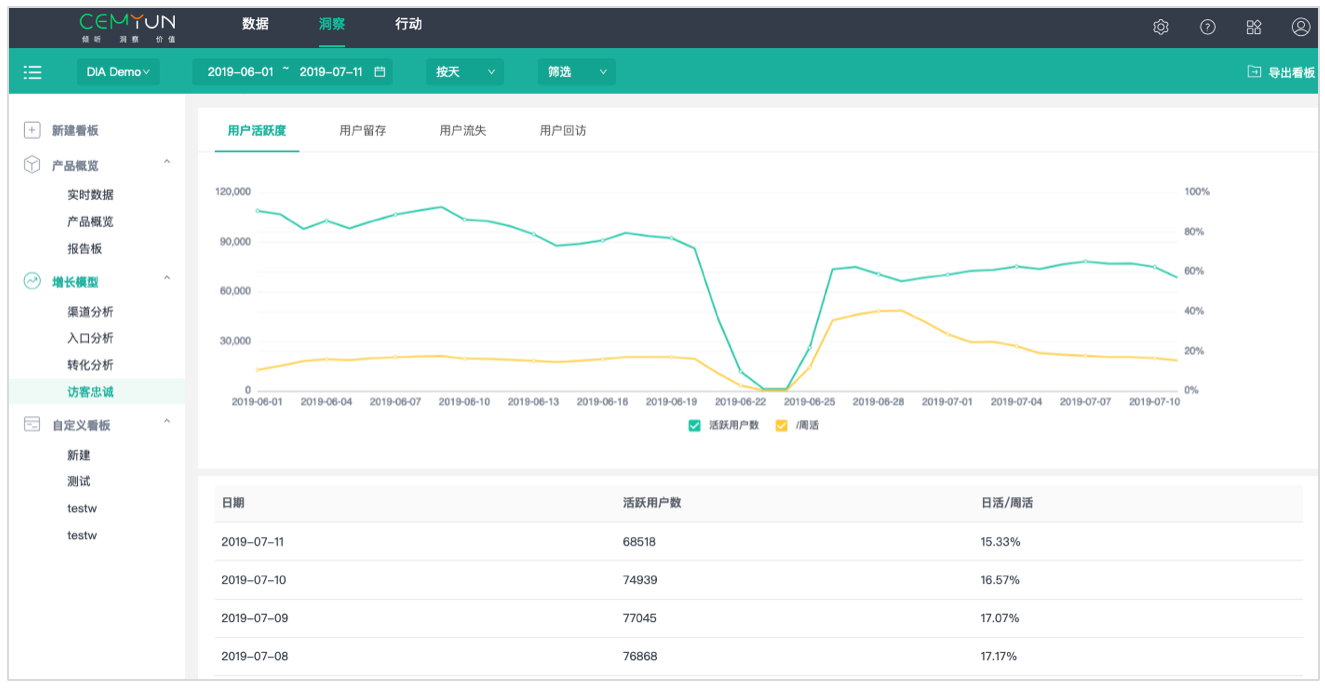 CEMYUN
倾听 洞察 价值
数据 洞察 行动
DIA Demo 2019-06-01 ~ 2019-07-11 按天 筛选 导出看板
新建看板
产品概览
实时数据
产品概览
报告板
增长模型
渠道分析
入口分析
转化分析
访客忠诚
自定义看板
新建
测试
testw
testw
用户活跃度 用户留存 用户流失 用户回访
120,000
90,000
60,000
30,000
0
100%
80%
60%
40%
20%
0%
2019-06-01 2019-06-04 2019-06-07 2019-06-10 2019-06-13 2019-06-16 2019-06-19 2019-06-22 2019-06-25 2019-06-28 2019-07-01 2019-07-04 2019-07-07 2019-07-10
活跃用户数 /周活
日期 活跃用户数 日活/周活
2019-07-11 68518 15.33%
2019-07-10 74939 16.57%
2019-07-09 77045 17.07%
2019-07-08 76868 17.17%